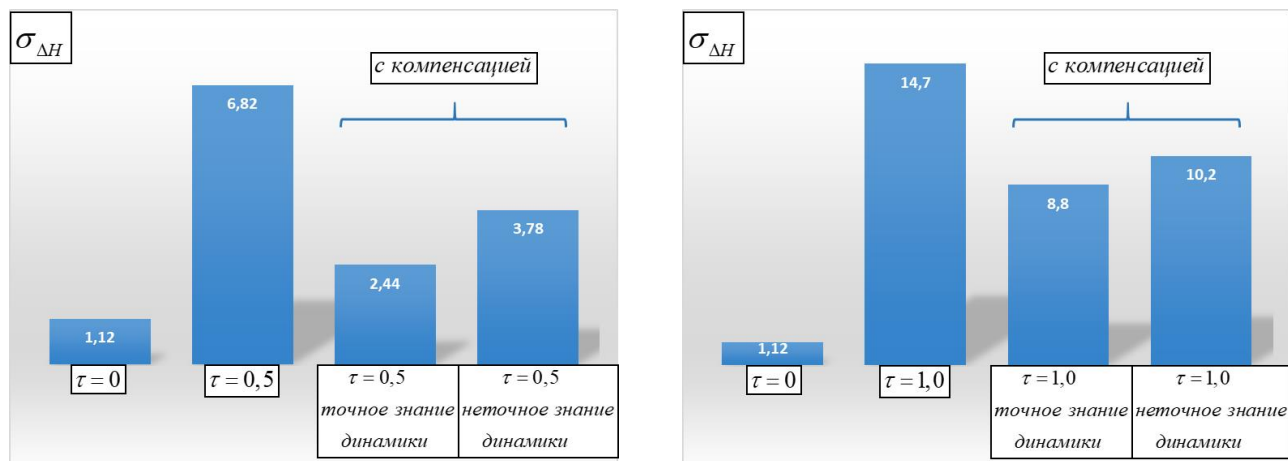 σ_ΔH
с компенсацией
6,82
3,78
2,44
1,12
τ = 0
τ = 0,5
τ = 0,5
точное знание
динамики
τ = 0,5
неточное знание
динамики
σ_ΔH
с компенсацией
14,7
10,2
8,8
1,12
τ = 0
τ = 1,0
τ = 1,0
точное знание
динамики
τ = 1,0
неточное знание
динамики